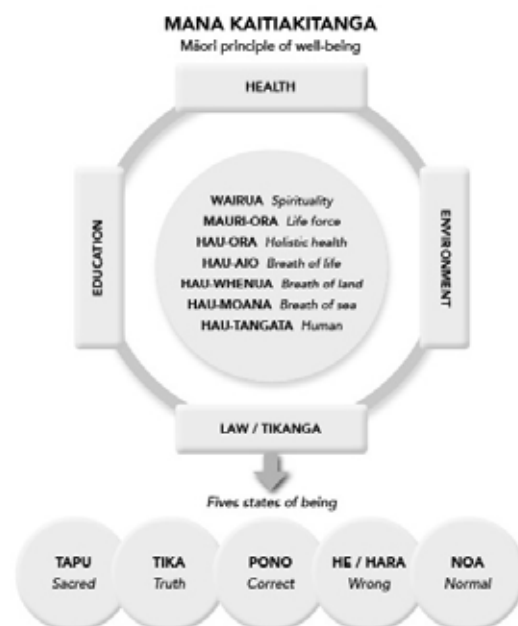 MANA KAITIAKITANGA
Māori principle of well-being
HEALTH
EDUCATION
WAIRUA Spirituality
MAURI-ORA Life force
HAU-ORA Holistic health
HAU-AIO Breath of life
HAU-WHENUA Breath of land
HAU-MOANA Breath of sea
HAU-TANGATA Human
ENVIRONMENT
LAW / TIKANGA
Fives states of being
TAPU
Sacred
TIKA
Truth
PONO
Correct
HE / HARA
Wrong
NOA
Normal